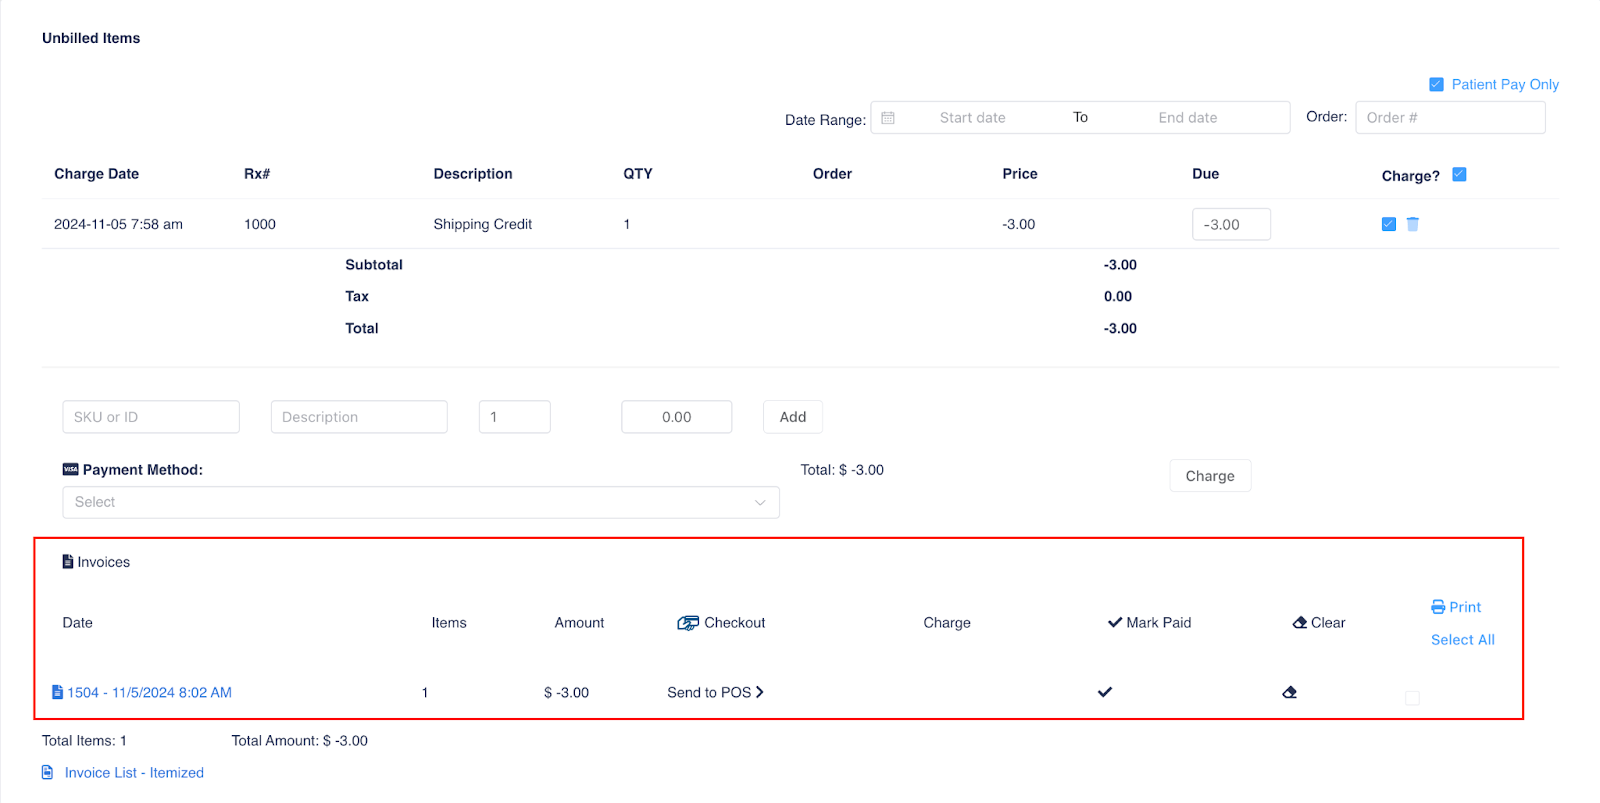 Unbilled Items
Patient Pay Only
Date Range: Start date To End date Order: Order #
Charge Date Rx# Description QTY Order Price Due Charge?
2024-11-05 7:58 am 1000 Shipping Credit 1 -3.00 -3.00
Subtotal -3.00
Tax 0.00
Total -3.00
SKU or ID Description 1 0.00 Add
VISA Payment Method: Total: $ -3.00 Charge
Select
Invoices
Date Items Amount Checkout Charge Mark Paid Clear Print
Select All
1504 - 11/5/2024 8:02 AM 1 $ -3.00 Send to POS
Total Items: 1 Total Amount: $ -3.00
Invoice List - Itemized